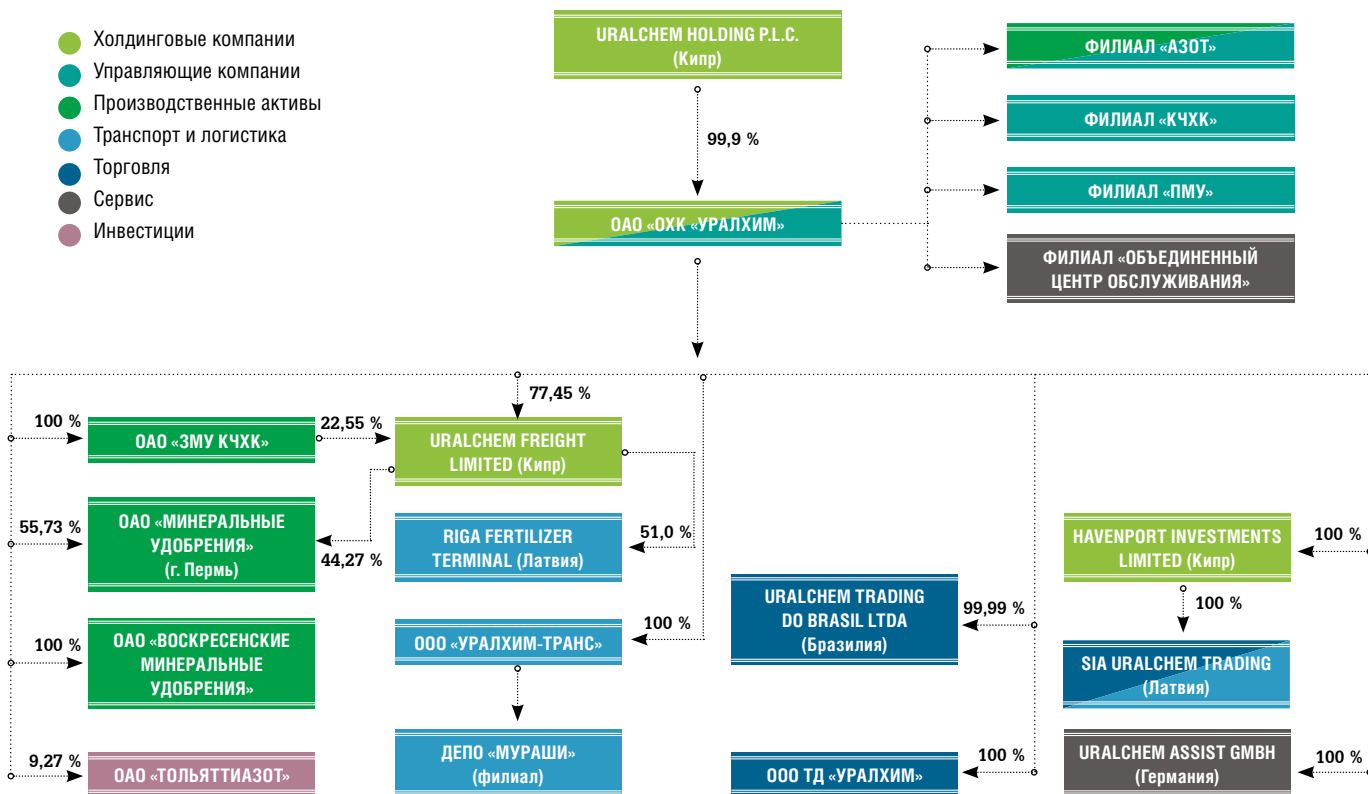 Холдинговые компании
Управляющие компании
Производственные активы
Транспорт и логистика
Торговля
Сервис
Инвестиции
URALCHEM HOLDING P.L.C.
(Кипр)
99,9 %
ОАО «ОХК «УРАЛХИМ»
ФИЛИАЛ «АЗОТ»
ФИЛИАЛ «КЧХК»
ФИЛИАЛ «ПМУ»
ФИЛИАЛ «ОБЪЕДИНЕННЫЙ
ЦЕНТР ОБСЛУЖИВАНИЯ»
77,45 %
100 %
ОАО «ЗМУ КЧХК»
22,55 %
URALCHEM FREIGHT
LIMITED (Кипр)
55,73 %
ОАО «МИНЕРАЛЬНЫЕ
УДОБРЕНИЯ»
(г. Пермь)
44,27 %
RIGA FERTILIZER
TERMINAL (Латвия)
51,0 %
100 %
ОАО «ВОСКРЕСЕНСКИЕ
МИНЕРАЛЬНЫЕ
УДОБРЕНИЯ»
ООО «УРАЛХИМ-ТРАНС»
100 %
9,27 %
ОАО «ТОЛЬЯТТИАЗОТ»
ДЕПО «МУРАШИ»
(филиал)
URALCHEM TRADING
DO BRASIL LTDA
(Бразилия)
99,99 %
ООО ТД «УРАЛХИМ»
100 %
HAVENPORT INVESTMENTS
LIMITED (Кипр)
100 %
100 %
SIA URALCHEM TRADING
(Латвия)
URALCHEM ASSIST GMBH
(Германия)
100 %